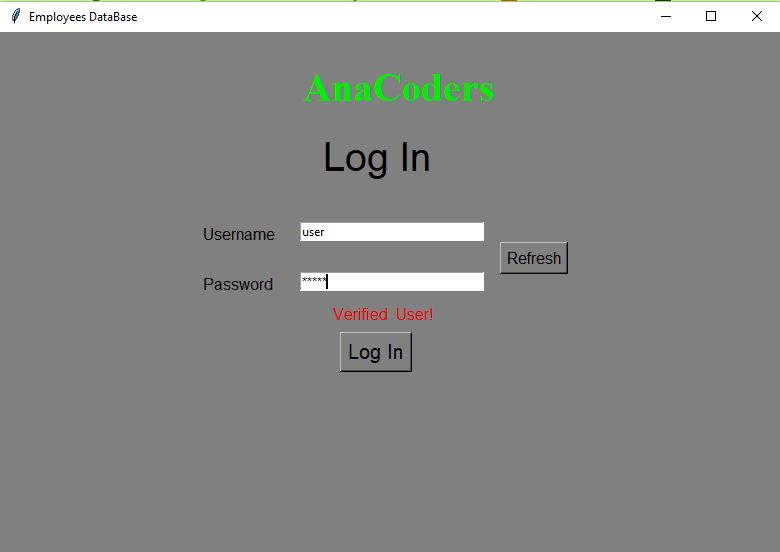 Employees DataBase
AnaCoders
Log In
Username user
Refresh
Password *****
Verified User!
Log In